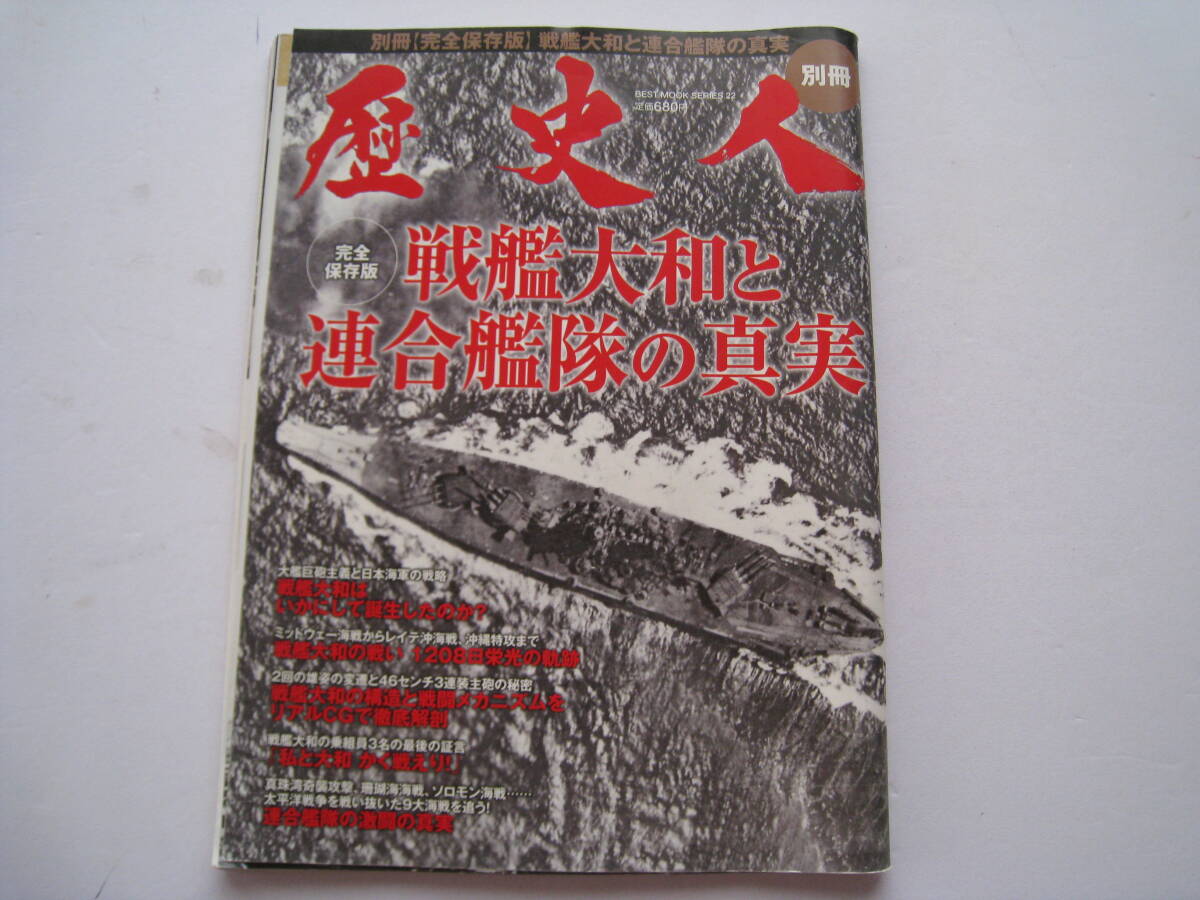 別冊【完全保存版】戦艦大和と連合艦隊の真実
別冊
BEST MOOK SERIES 22
定価680円
歴史人
完全
保存版
戦艦大和と
連合艦隊の真実
大艦巨砲主義と日本海軍の戦略
戦艦大和は
いかにして誕生したのか?
ミッドウェー海戦からレイテ沖海戦、沖縄特攻まで
戦艦大和の戦い 1208日栄光の軌跡
2回の雄姿の変遷と46センチ3連装主砲の秘密
戦艦大和の構造と戦闘メカニズムを
リアルCGで徹底解剖
戦艦大和の乗組員3名の最後の証言
「私と大和 かく戦えり!」
真珠湾奇襲攻撃、珊瑚海海戦、ソロモン海戦……
太平洋戦争を戦い抜いた9大海戦を追う!
連合艦隊の激闘の真実